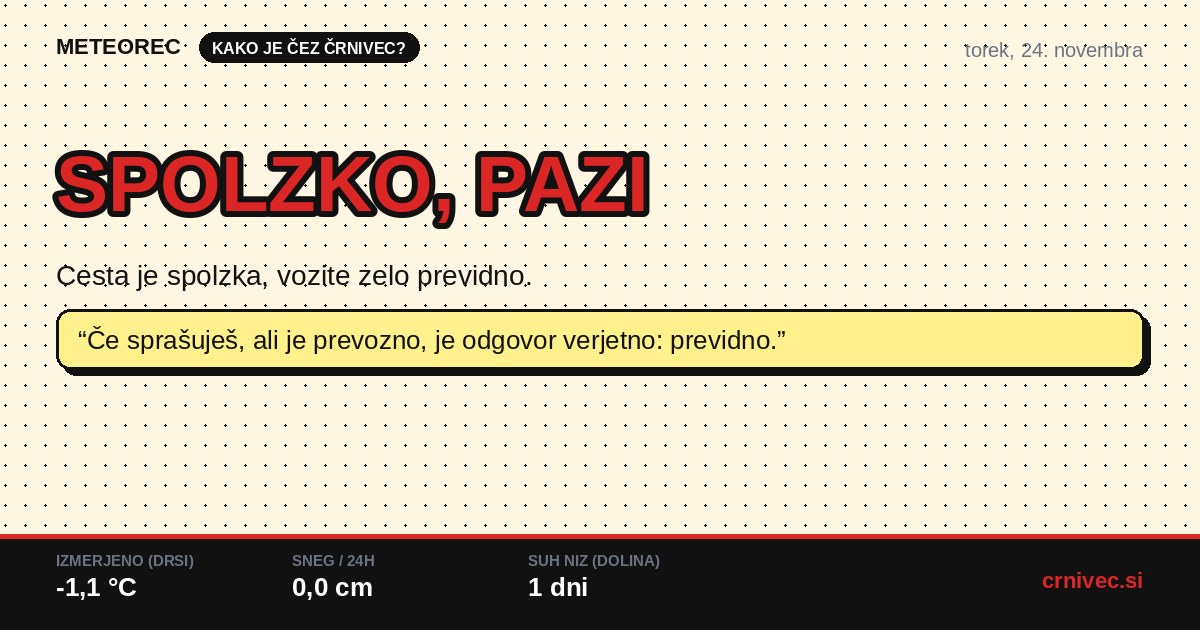 METEOREC KAKO JE ČEZ ČRNIVEC? torek, 24. novembra
SPOLZKO, PAZI
Cesta je spolzka, vozite zelo previdno.
“Če sprašuješ, ali je prevozno, je odgovor verjetno: previdno.”
IZMERJENO (DRSI) SNEG / 24H SUH NIZ (DOLINA)
-1,1 °C 0,0 cm 1 dni
crnivec.si